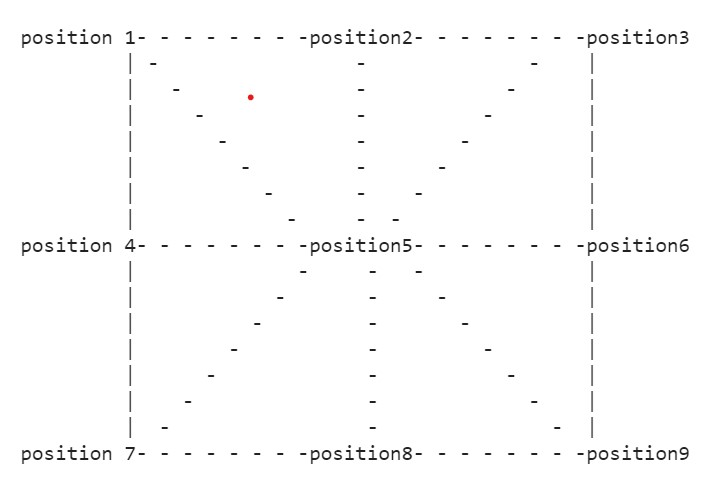 position 1- - - - - - - -position2- - - - - - - -position3
| - - - |
| - - - |
| - - - |
| - - - |
| - - - |
| - - - |
| - - - |
position 4- - - - - - - -position5- - - - - - - -position6
| - - - |
| - - - |
| - - - |
| - - - |
| - - - |
| - - - |
| - - - |
position 7- - - - - - - -position8- - - - - - - -position9